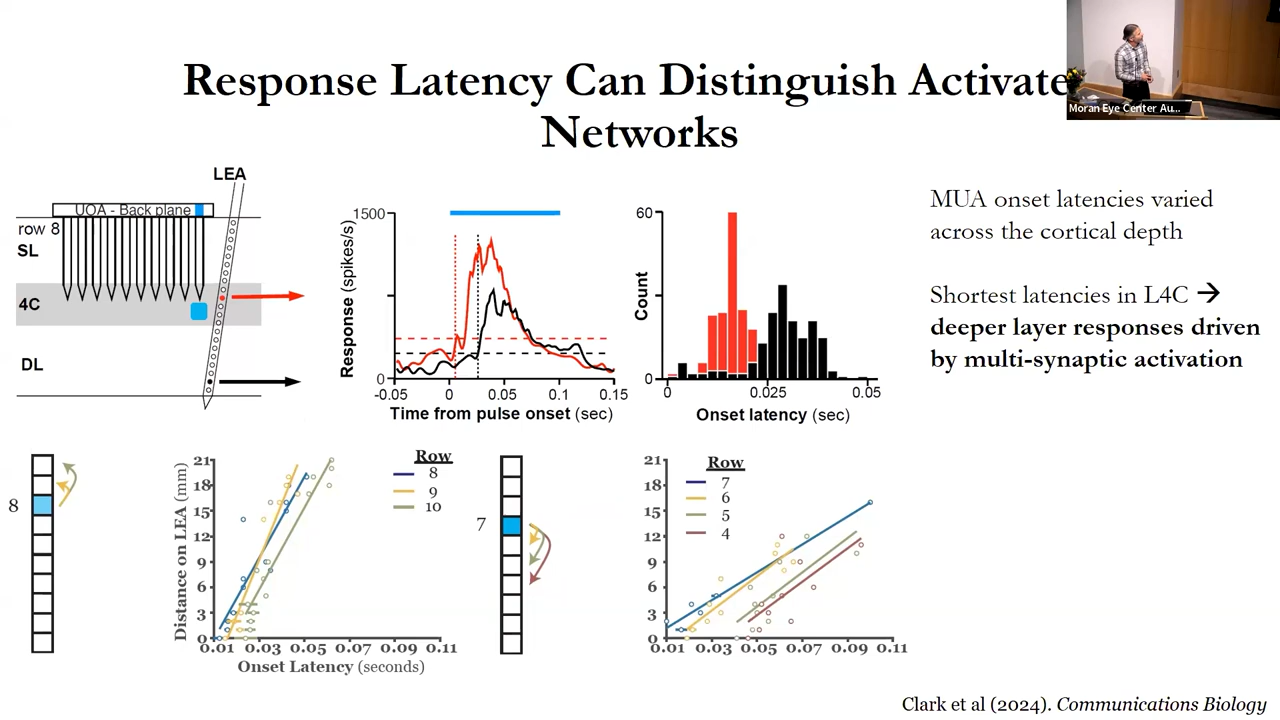 Response Latency Can Distinguish Activate
Networks
Moran Eye Center Au...
LEA
UOA - Back plane
row 8
SL
4C
DL
1500
Response (spikes/s)
0
-0.05 0 0.05 0.1 0.15
Time from pulse onset (sec)
60
Count
0
0 0.025 0.05
Onset latency (sec)
MUA onset latencies varied
across the cortical depth
Shortest latencies in L4C →
deeper layer responses driven
by multi-synaptic activation
8
Distance on LEA (mm)
21
18
15
12
9
6
3
0
0.01 0.03 0.05 0.07 0.09 0.11
Onset Latency (seconds)
Row
8
9
10
7
21
18
15
12
9
6
3
0
0.01 0.03 0.05 0.07 0.09 0.11
Row
7
6
5
4
Clark et al (2024). Communications Biology